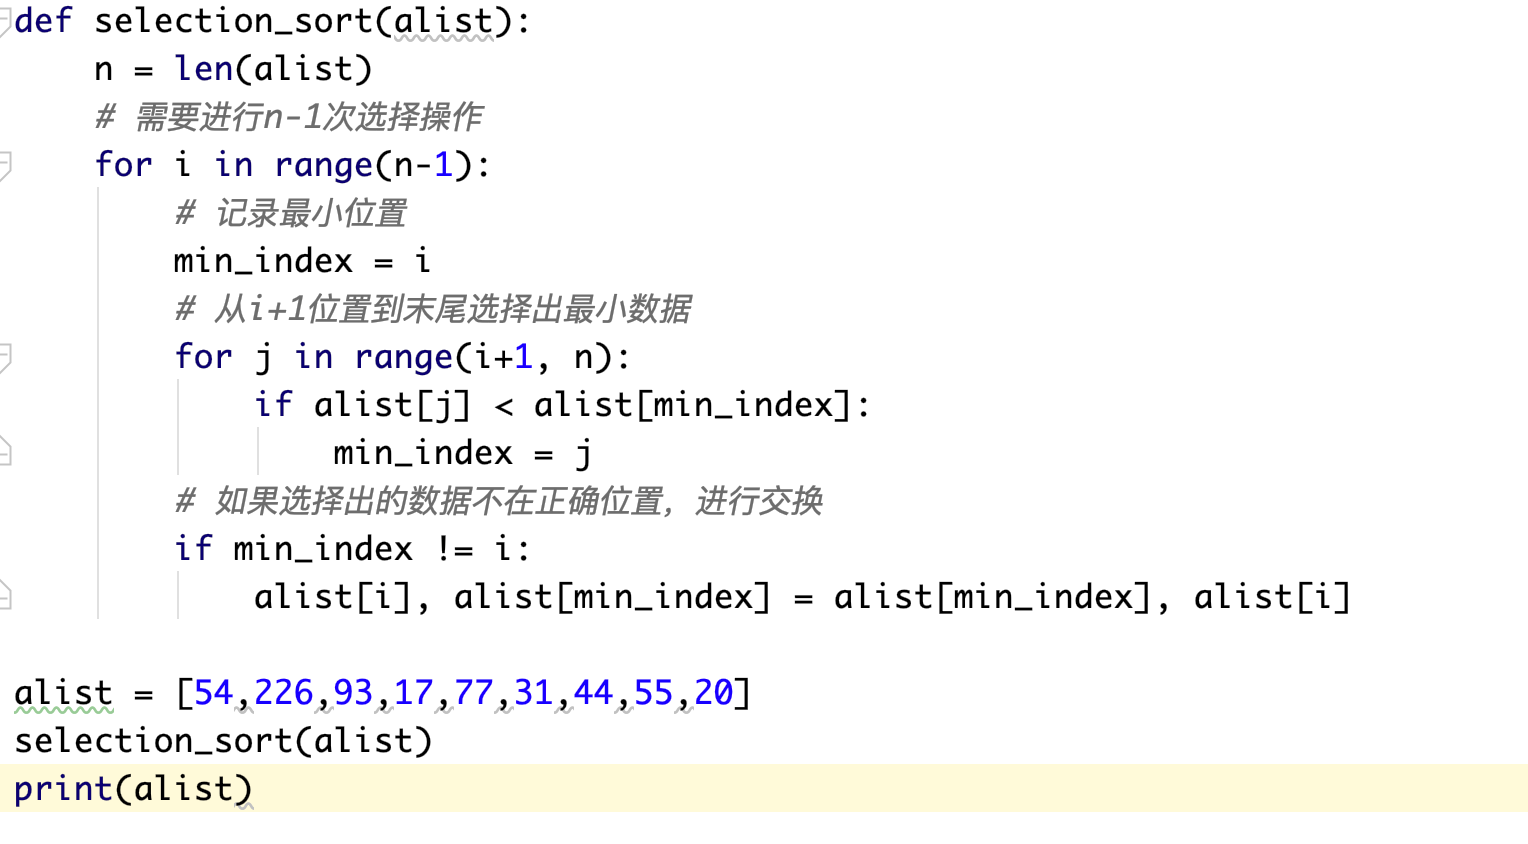 def selection_sort(alist):
    n = len(alist)
    # 需要进行n-1次选择操作
    for i in range(n-1):
        # 记录最小位置
        min_index = i
        # 从i+1位置到末尾选择出最小数据
        for j in range(i+1, n):
            if alist[j] < alist[min_index]:
                min_index = j
        # 如果选择出的数据不在正确位置，进行交换
        if min_index != i:
            alist[i], alist[min_index] = alist[min_index], alist[i]

alist = [54,226,93,17,77,31,44,55,20]
selection_sort(alist)
print(alist)